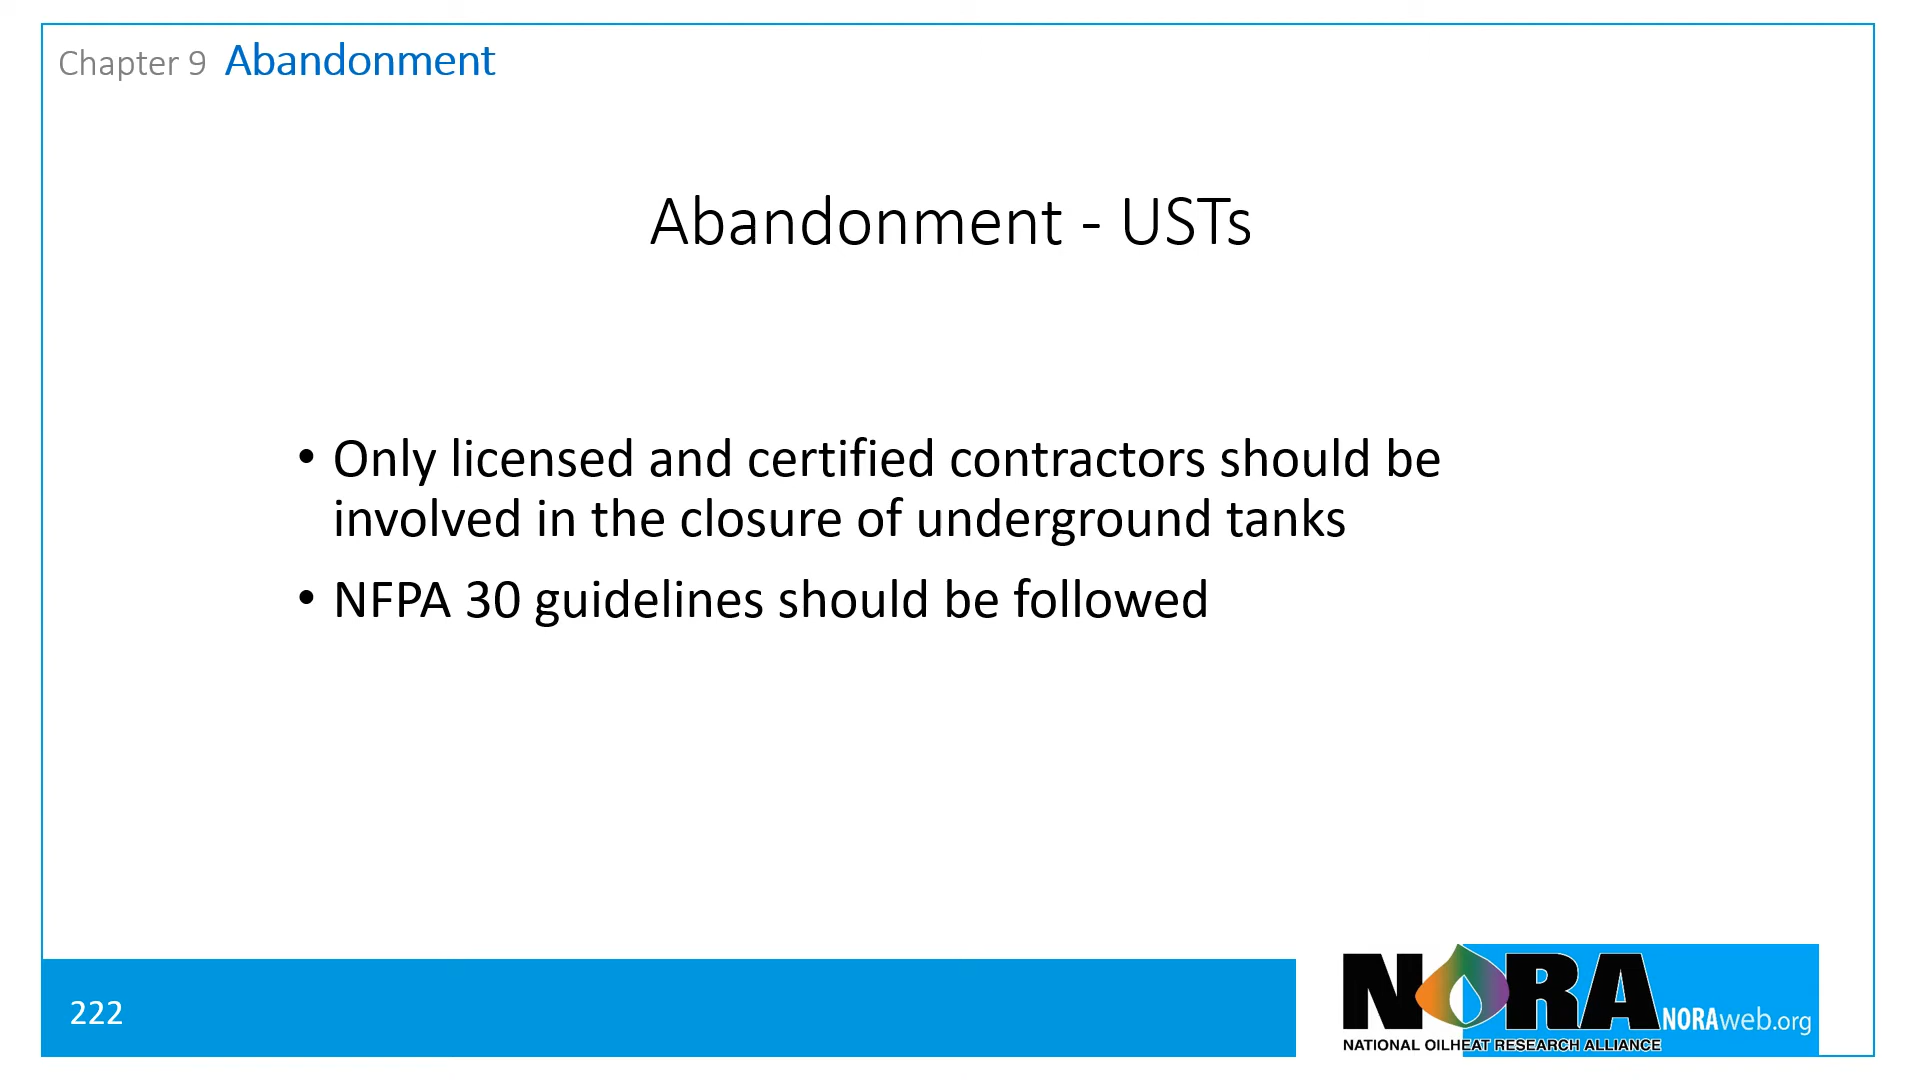 Chapter 9 Abandonment
Abandonment - USTs
• Only licensed and certified contractors should be
involved in the closure of underground tanks
• NFPA 30 guidelines should be followed
222
NORA
NORAweb.org
NATIONAL OILHEAT RESEARCH ALLIANCE